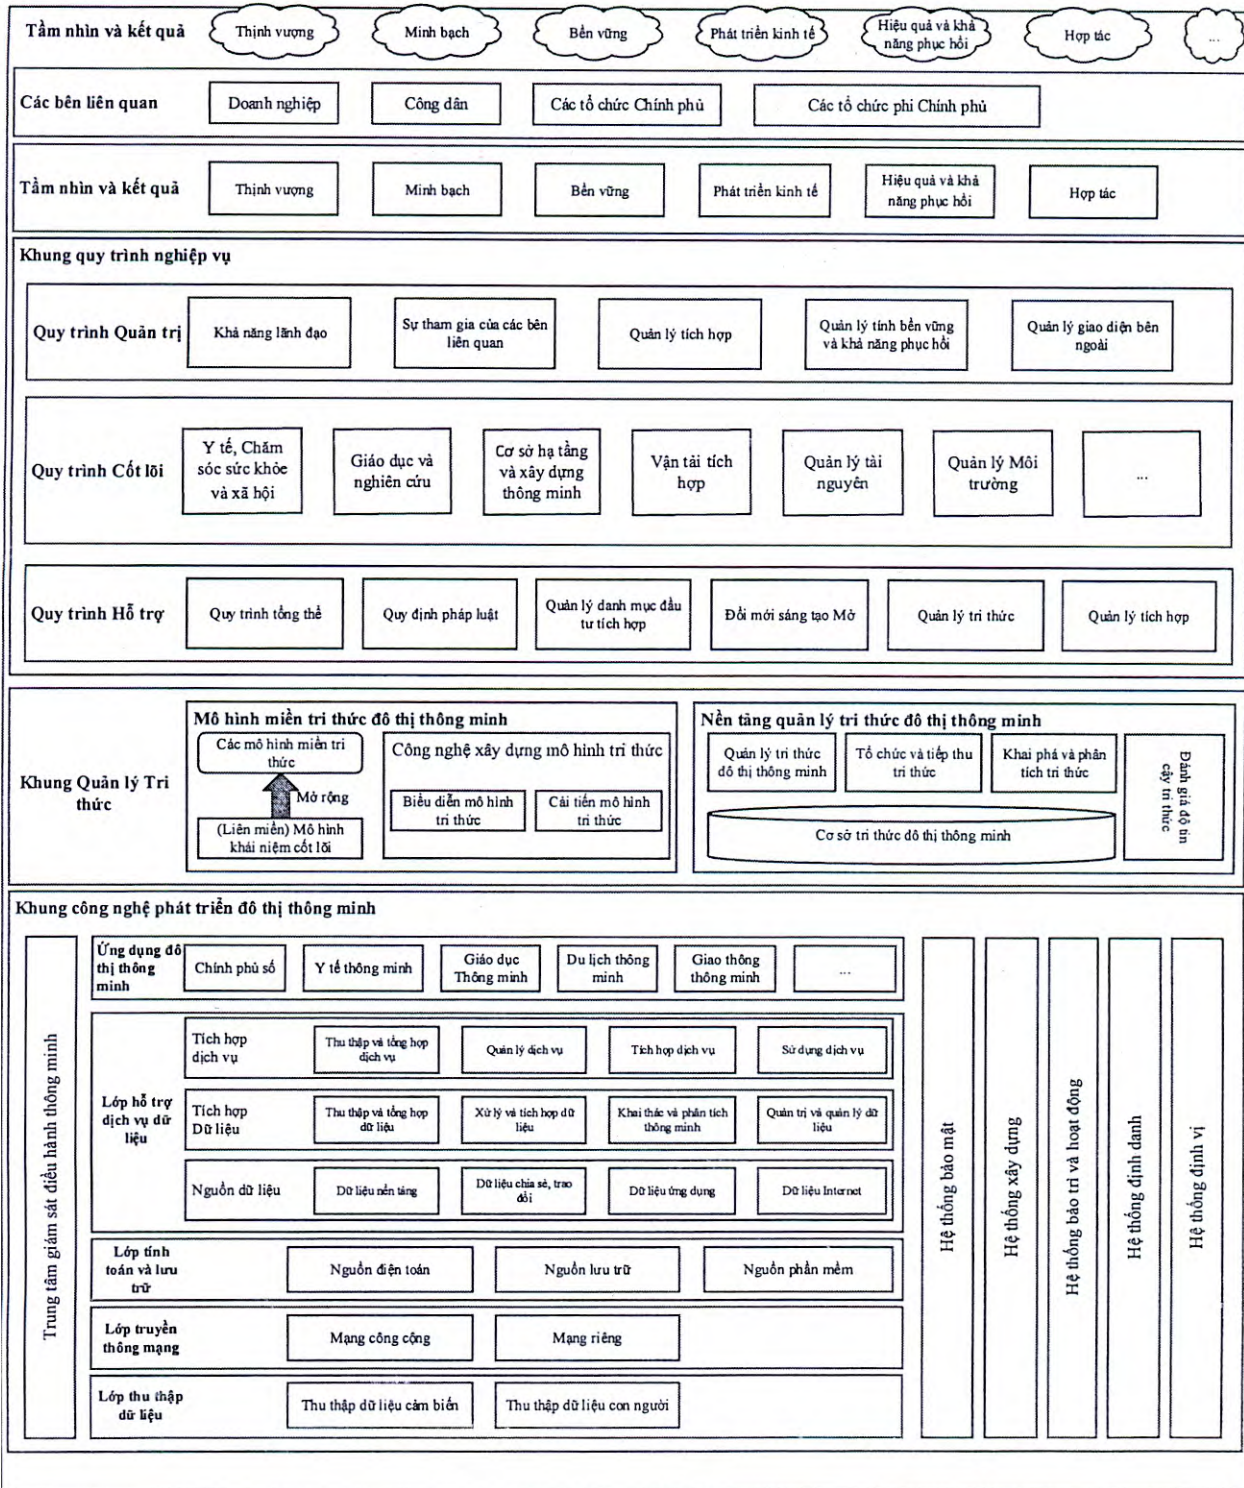 Tầm nhìn và kết quả
Thịnh vượng
Minh bạch
Bền vững
Phát triển kinh tế
Hiệu quả và khả
năng phục hồi
Hợp tác
...
Các bên liên quan
Doanh nghiệp
Công dân
Các tổ chức Chính phủ
Các tổ chức phi Chính phủ
Tầm nhìn và kết quả
Thịnh vượng
Minh bạch
Bền vững
Phát triển kinh tế
Hiệu quả và khả
năng phục hồi
Hợp tác
Khung quy trình nghiệp vụ
Quy trình Quản trị
Khả năng lãnh đạo
Sự tham gia của các bên
liên quan
Quản lý tích hợp
Quản lý tính bền vững
và khả năng phục hồi
Quản lý giao diện bên
ngoài
Quy trình Cốt lõi
Y tế, Chăm
sóc sức khỏe
và xã hội
Giáo dục và
nghiên cứu
Cơ sở hạ tầng
và xây dựng
thông minh
Vận tải tích
hợp
Quản lý tài
nguyên
Quản lý Môi
trường
...
Quy trình Hỗ trợ
Quy trình tổng thể
Quy định pháp luật
Quản lý danh mục đầu
tư tích hợp
Đổi mới sáng tạo Mở
Quản lý tri thức
Quản lý tích hợp
Khung Quản lý Tri
thức
Mô hình miền tri thức đô thị thông minh
Các mô hình miền tri
thức
Mở rộng
(Liên miền) Mô hình
khái niệm cốt lõi
Công nghệ xây dựng mô hình tri thức
Biểu diễn mô hình
tri thức
Cải tiến mô hình
tri thức
Nền tảng quản lý tri thức đô thị thông minh
Quản lý tri thức
đô thị thông minh
Tổ chức và tiếp thu
tri thức
Khai phá và phân
tích tri thức
Cơ sở tri thức đô thị thông minh
Đánh giá độ tin
cậy tri thức
Khung công nghệ phát triển đô thị thông minh
Trung tâm giám sát điều hành thông minh
Ứng dụng đô
thị thông
minh
Chính phủ số
Y tế thông minh
Giáo dục
Thông minh
Du lịch thông
minh
Giao thông
thông minh
...
Lớp hỗ trợ
dịch vụ dữ
liệu
Tích hợp
dịch vụ
Thu thập và tổng hợp
dịch vụ
Quản lý dịch vụ
Tích hợp dịch vụ
Sử dụng dịch vụ
Tích hợp
Dữ liệu
Thu thập và tổng hợp
dữ liệu
Xử lý và tích hợp dữ
liệu
Khai thác và phân tích
thông minh
Quản trị và quản lý dữ
liệu
Nguồn dữ liệu
Dữ liệu nền tảng
Dữ liệu chia sẻ, trao
đổi
Dữ liệu ứng dụng
Dữ liệu Internet
Lớp tính
toán và lưu
trữ
Nguồn điện toán
Nguồn lưu trữ
Nguồn phần mềm
Lớp truyền
thông mạng
Mạng công cộng
Mạng riêng
Lớp thu thập
dữ liệu
Thu thập dữ liệu cảm biến
Thu thập dữ liệu con người
Hệ thống bảo mật
Hệ thống xây dựng
Hệ thống bảo trì và hoạt động
Hệ thống định danh
Hệ thống định vị